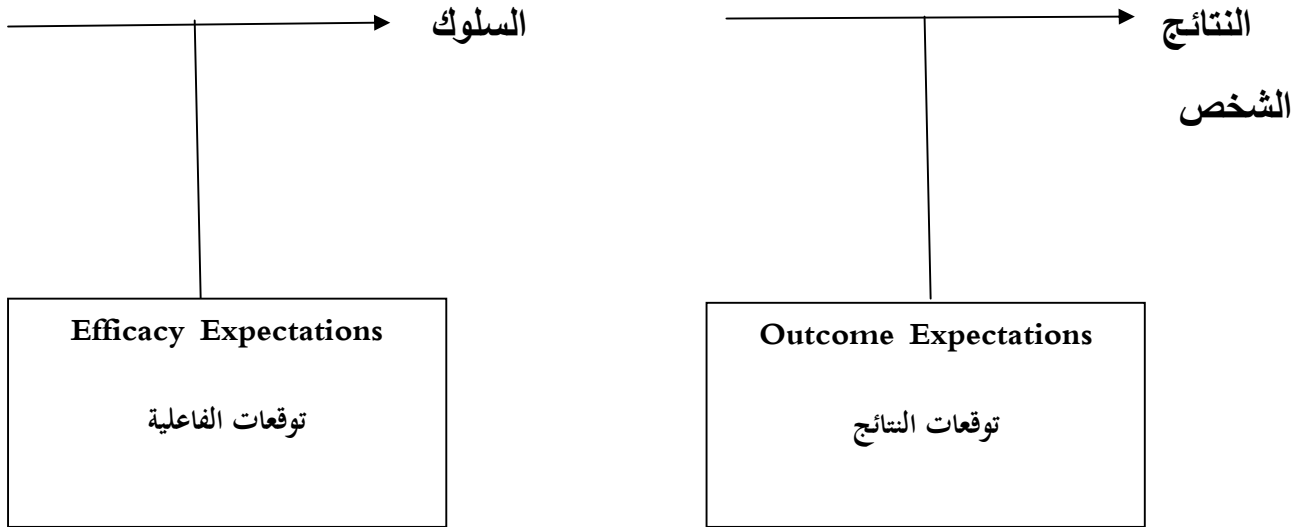 السلوك
النتائج
الشخص
Efficacy Expectations
توقعات الفاعلية
Outcome Expectations
توقعات النتائج